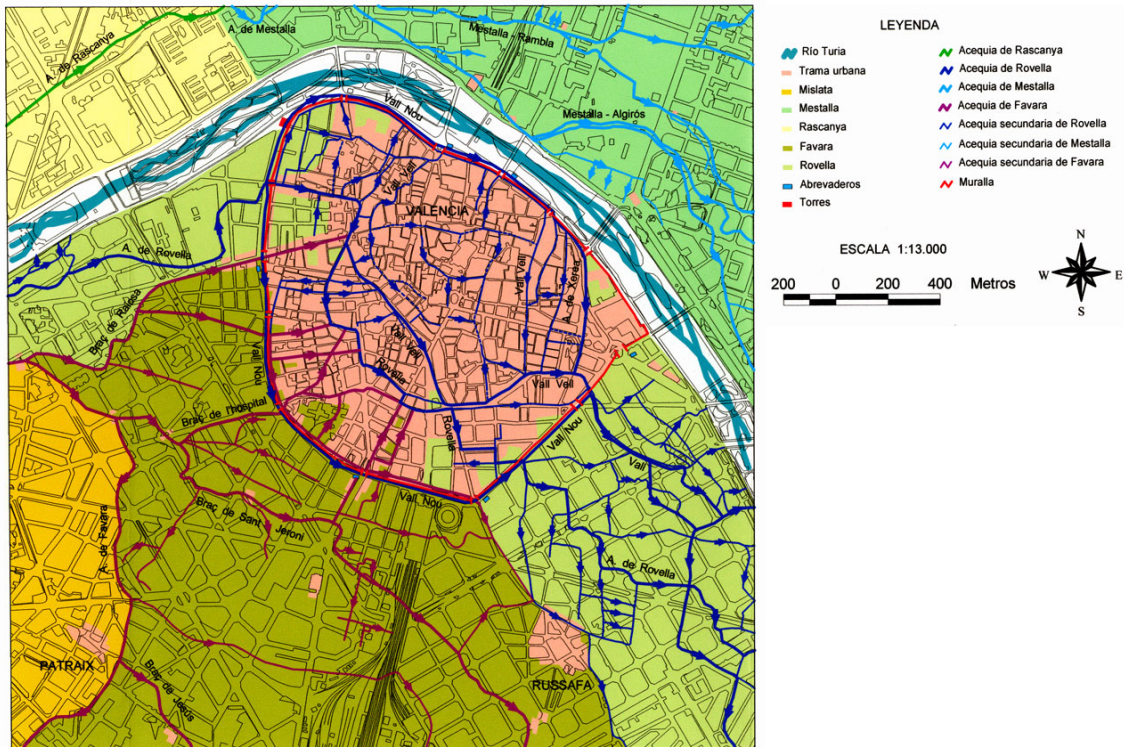 A. de Rascanya
A. de Mestalla
Mestalla - Rambla
Mestalla - Algirós
Vall Nou
Vall Vell
VALENCIA
A. de Rovella
Vall Vell
A. de Xerea
Braç de Raiosa
Vall Nou
Vall Vell
Rovella
Vall Vell
Braç de l'hospital
Rovella
Vall Nou
Vall
Vall Nou
Braç de Sant Jeroni
A. de Favara
A. de Rovella
PATRAIX
Braç de Jesús
RUSSAFA
LEYENDA
Río Turia
Trama urbana
Mislata
Mestalla
Rascanya
Favara
Rovella
Abrevaderos
Torres
Acequia de Rascanya
Acequia de Rovella
Acequia de Mestalla
Acequia de Favara
Acequia secundaria de Rovella
Acequia secundaria de Mestalla
Acequia secundaria de Favara
Muralla
ESCALA 1:13.000
200 0 200 400 Metros
N
W E
S